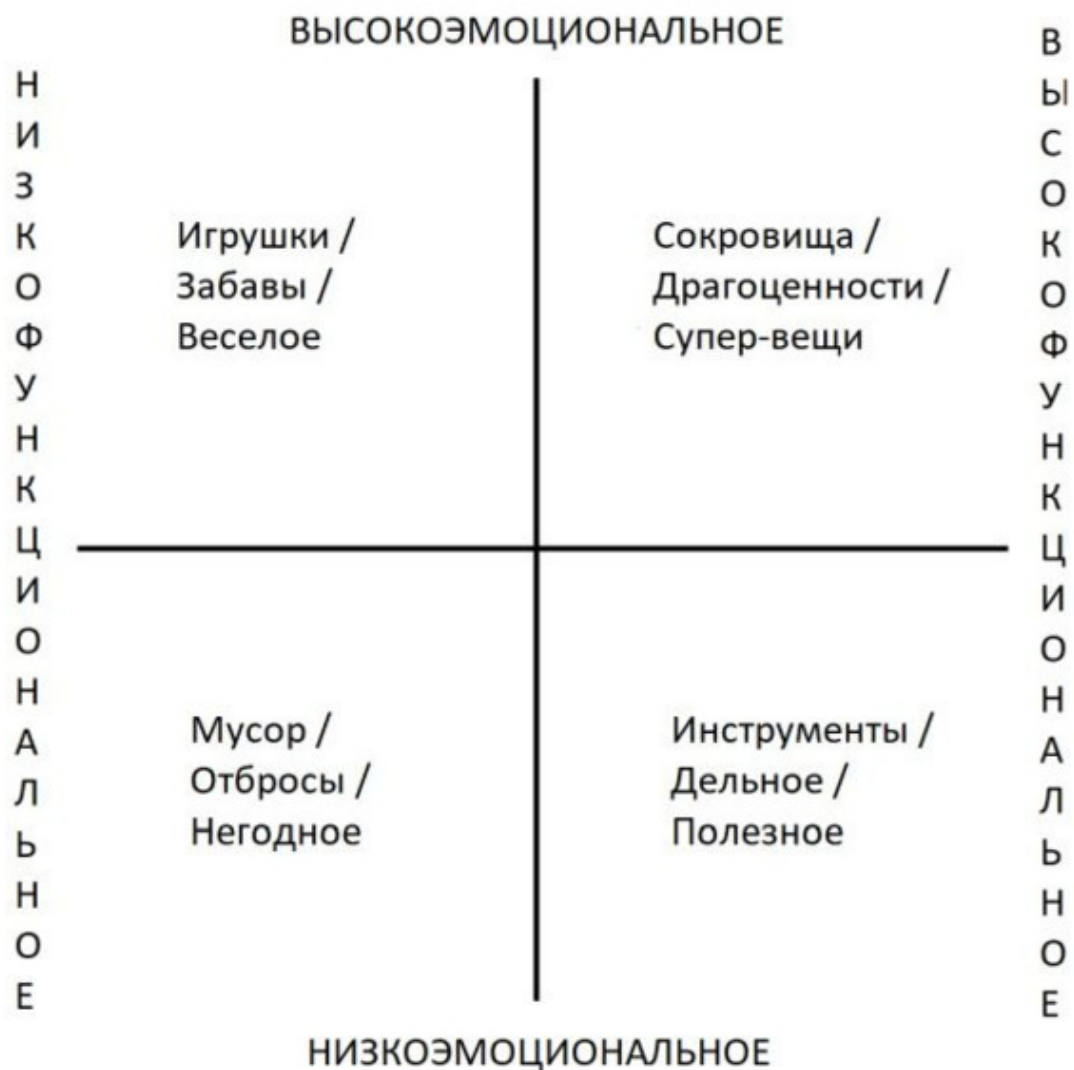 ВЫСОКОЭМОЦИОНАЛЬНОЕ
НИЗКОФУНКЦИОНАЛЬНОЕ
Игрушки /
Забавы /
Веселое
Сокровища /
Драгоценности /
Супер-вещи
ВЫСОКОФУНКЦИОНАЛЬНОЕ
Мусор /
Отбросы /
Негодное
Инструменты /
Дельное /
Полезное
НИЗКОЭМОЦИОНАЛЬНОЕ